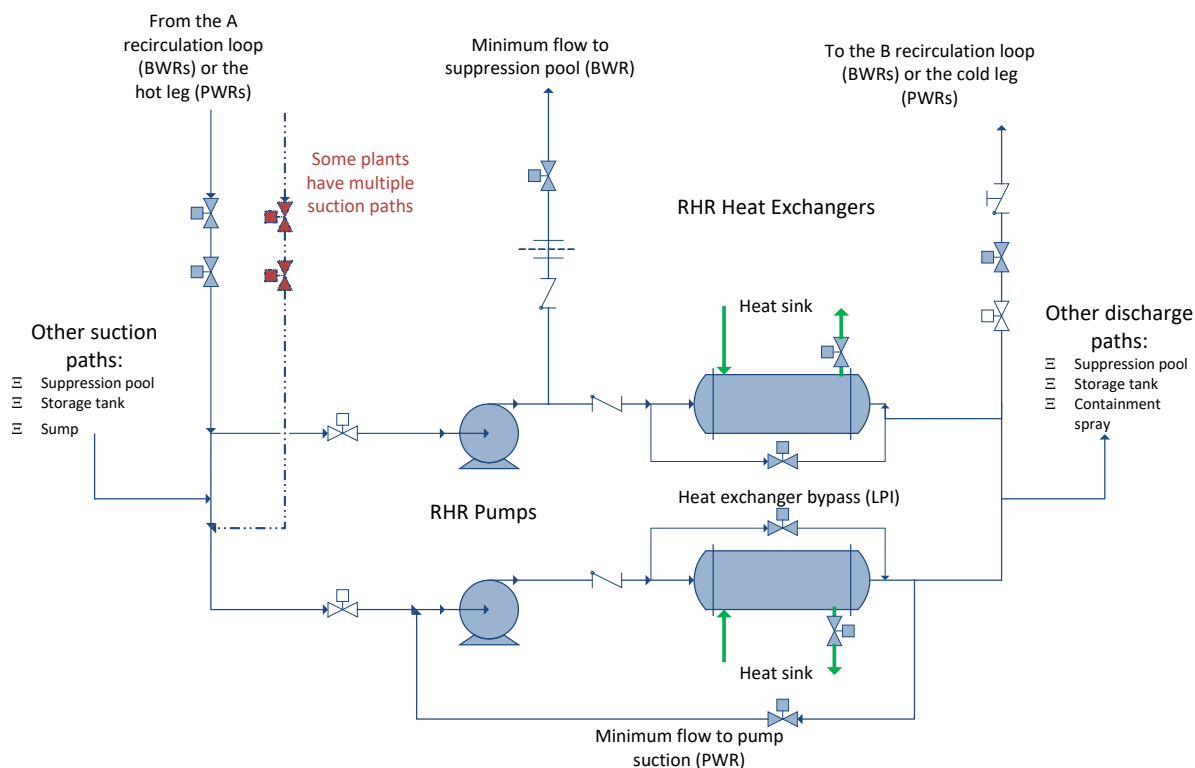 From the A
recirculation loop
(BWRs) or the
hot leg (PWRs)
Minimum flow to
suppression pool (BWR)
To the B recirculation loop
(BWRs) or the cold leg
(PWRs)
Some plants
have multiple
suction paths
RHR Heat Exchangers
Heat sink
Other suction
paths:
Ξ Suppression pool
Ξ Storage tank
Ξ Sump
Other discharge
paths:
Ξ Suppression pool
Ξ Storage tank
Ξ Containment
spray
RHR Pumps
Heat exchanger bypass (LPI)
Heat sink
Minimum flow to pump
suction (PWR)